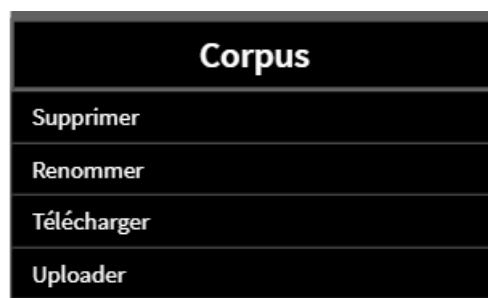 Corpus
Supprimer
Renommer
Télécharger
Uploader